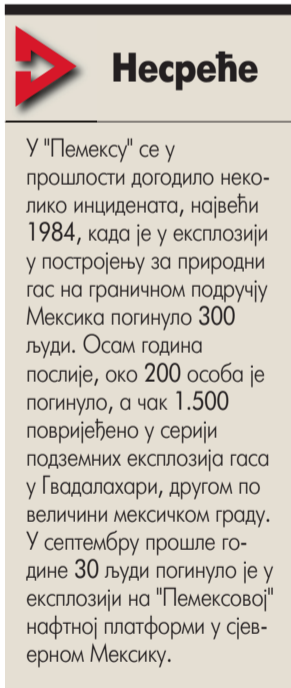 Несреће
У "Пемексу" се у
прошлости догодило неко-
лико инцидената, највећи
1984, када је у експлозији
у постројењу за природни
гас на граничном подручју
Мексика погинуло 300
људи. Осам година
послије, око 200 особа је
погинуло, а чак 1.500
повријеђено у серији
подземних експлозија гаса
у Гвадалахари, другом по
величини мексичком граду.
У септембру прошле го-
дине 30 људи погинуло је у
експлозији на "Пемексовој"
нафтној платформи у сјев-
ерном Мексику.